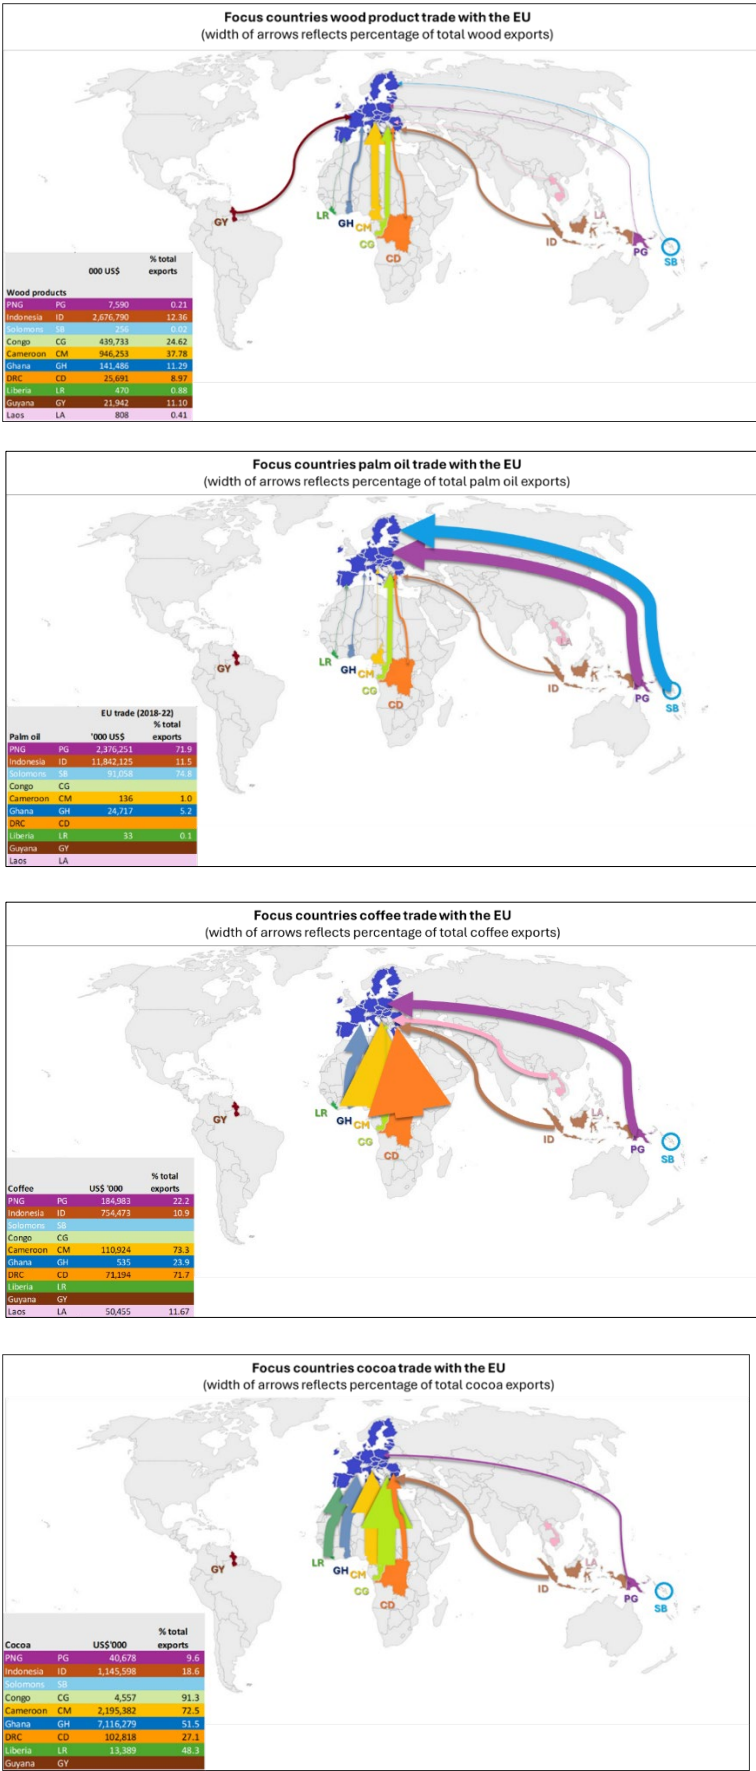 Focus countries wood product trade with the EU
(width of arrows reflects percentage of total wood exports)
GY
LR
GH
CM
CG
CD
LA
ID
PG
SB
% total
000 US$ exports
Wood products
PNG PG 7,590 0.21
Indonesia ID 2,676,790 12.36
Solomons SB 256 0.02
Congo CG 439,733 24.62
Cameroon CM 946,253 37.78
Ghana GH 141,486 11.29
DRC CD 25,691 8.97
Liberia LR 470 0.88
Guyana GY 21,942 11.10
Laos LA 808 0.41
Focus countries palm oil trade with the EU
(width of arrows reflects percentage of total palm oil exports)
GY
LR
GH
CM
CG
CD
LA
ID
PG
SB
EU trade (2018-22)
% total
Palm oil '000 US$ exports
PNG PG 2,376,251 71.9
Indonesia ID 11,842,125 11.5
Solomons SB 91,058 74.8
Congo CG
Cameroon CM 136 1.0
Ghana GH 24,717 5.2
DRC CD
Liberia LR 33 0.1
Guyana GY
Laos LA
Focus countries coffee trade with the EU
(width of arrows reflects percentage of total coffee exports)
GY
LR
GH
CM
CG
CD
LA
ID
PG
SB
% total
Coffee US$ '000 exports
PNG PG 184,983 22.2
Indonesia ID 754,473 10.9
Solomons SB
Congo CG
Cameroon CM 110,924 73.3
Ghana GH 535 23.9
DRC CD 71,194 71.7
Liberia LR
Guyana GY
Laos LA 50,455 11.67
Focus countries cocoa trade with the EU
(width of arrows reflects percentage of total cocoa exports)
GY
LR
GH
CM
CG
CD
LA
ID
PG
SB
% total
Cocoa US$'000 exports
PNG PG 40,678 9.6
Indonesia ID 1,145,598 18.6
Solomons SB
Congo CG 4,557 91.3
Cameroon CM 2,195,382 72.5
Ghana GH 7,116,279 51.5
DRC CD 102,818 27.1
Liberia LR 13,389 48.3
Guyana GY